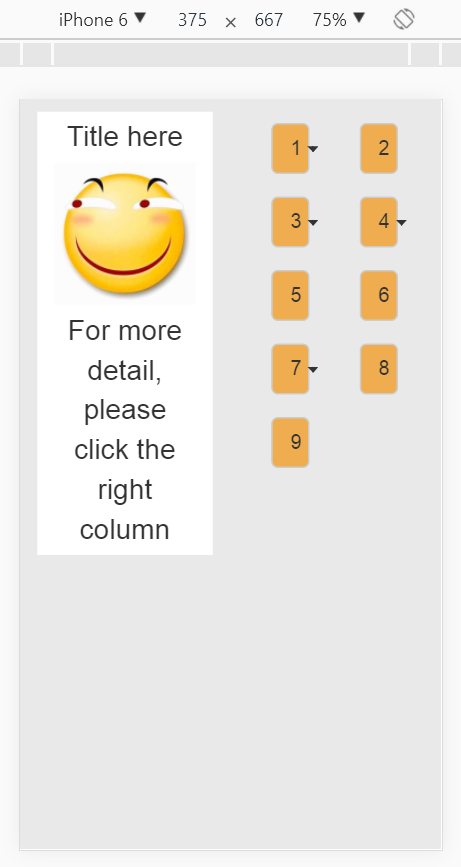 iPhone 6 ▼ 375 × 667 75% ▼
Title here
For more
detail,
please
click the
right
column
1 2
3 4
5 6
7 8
9